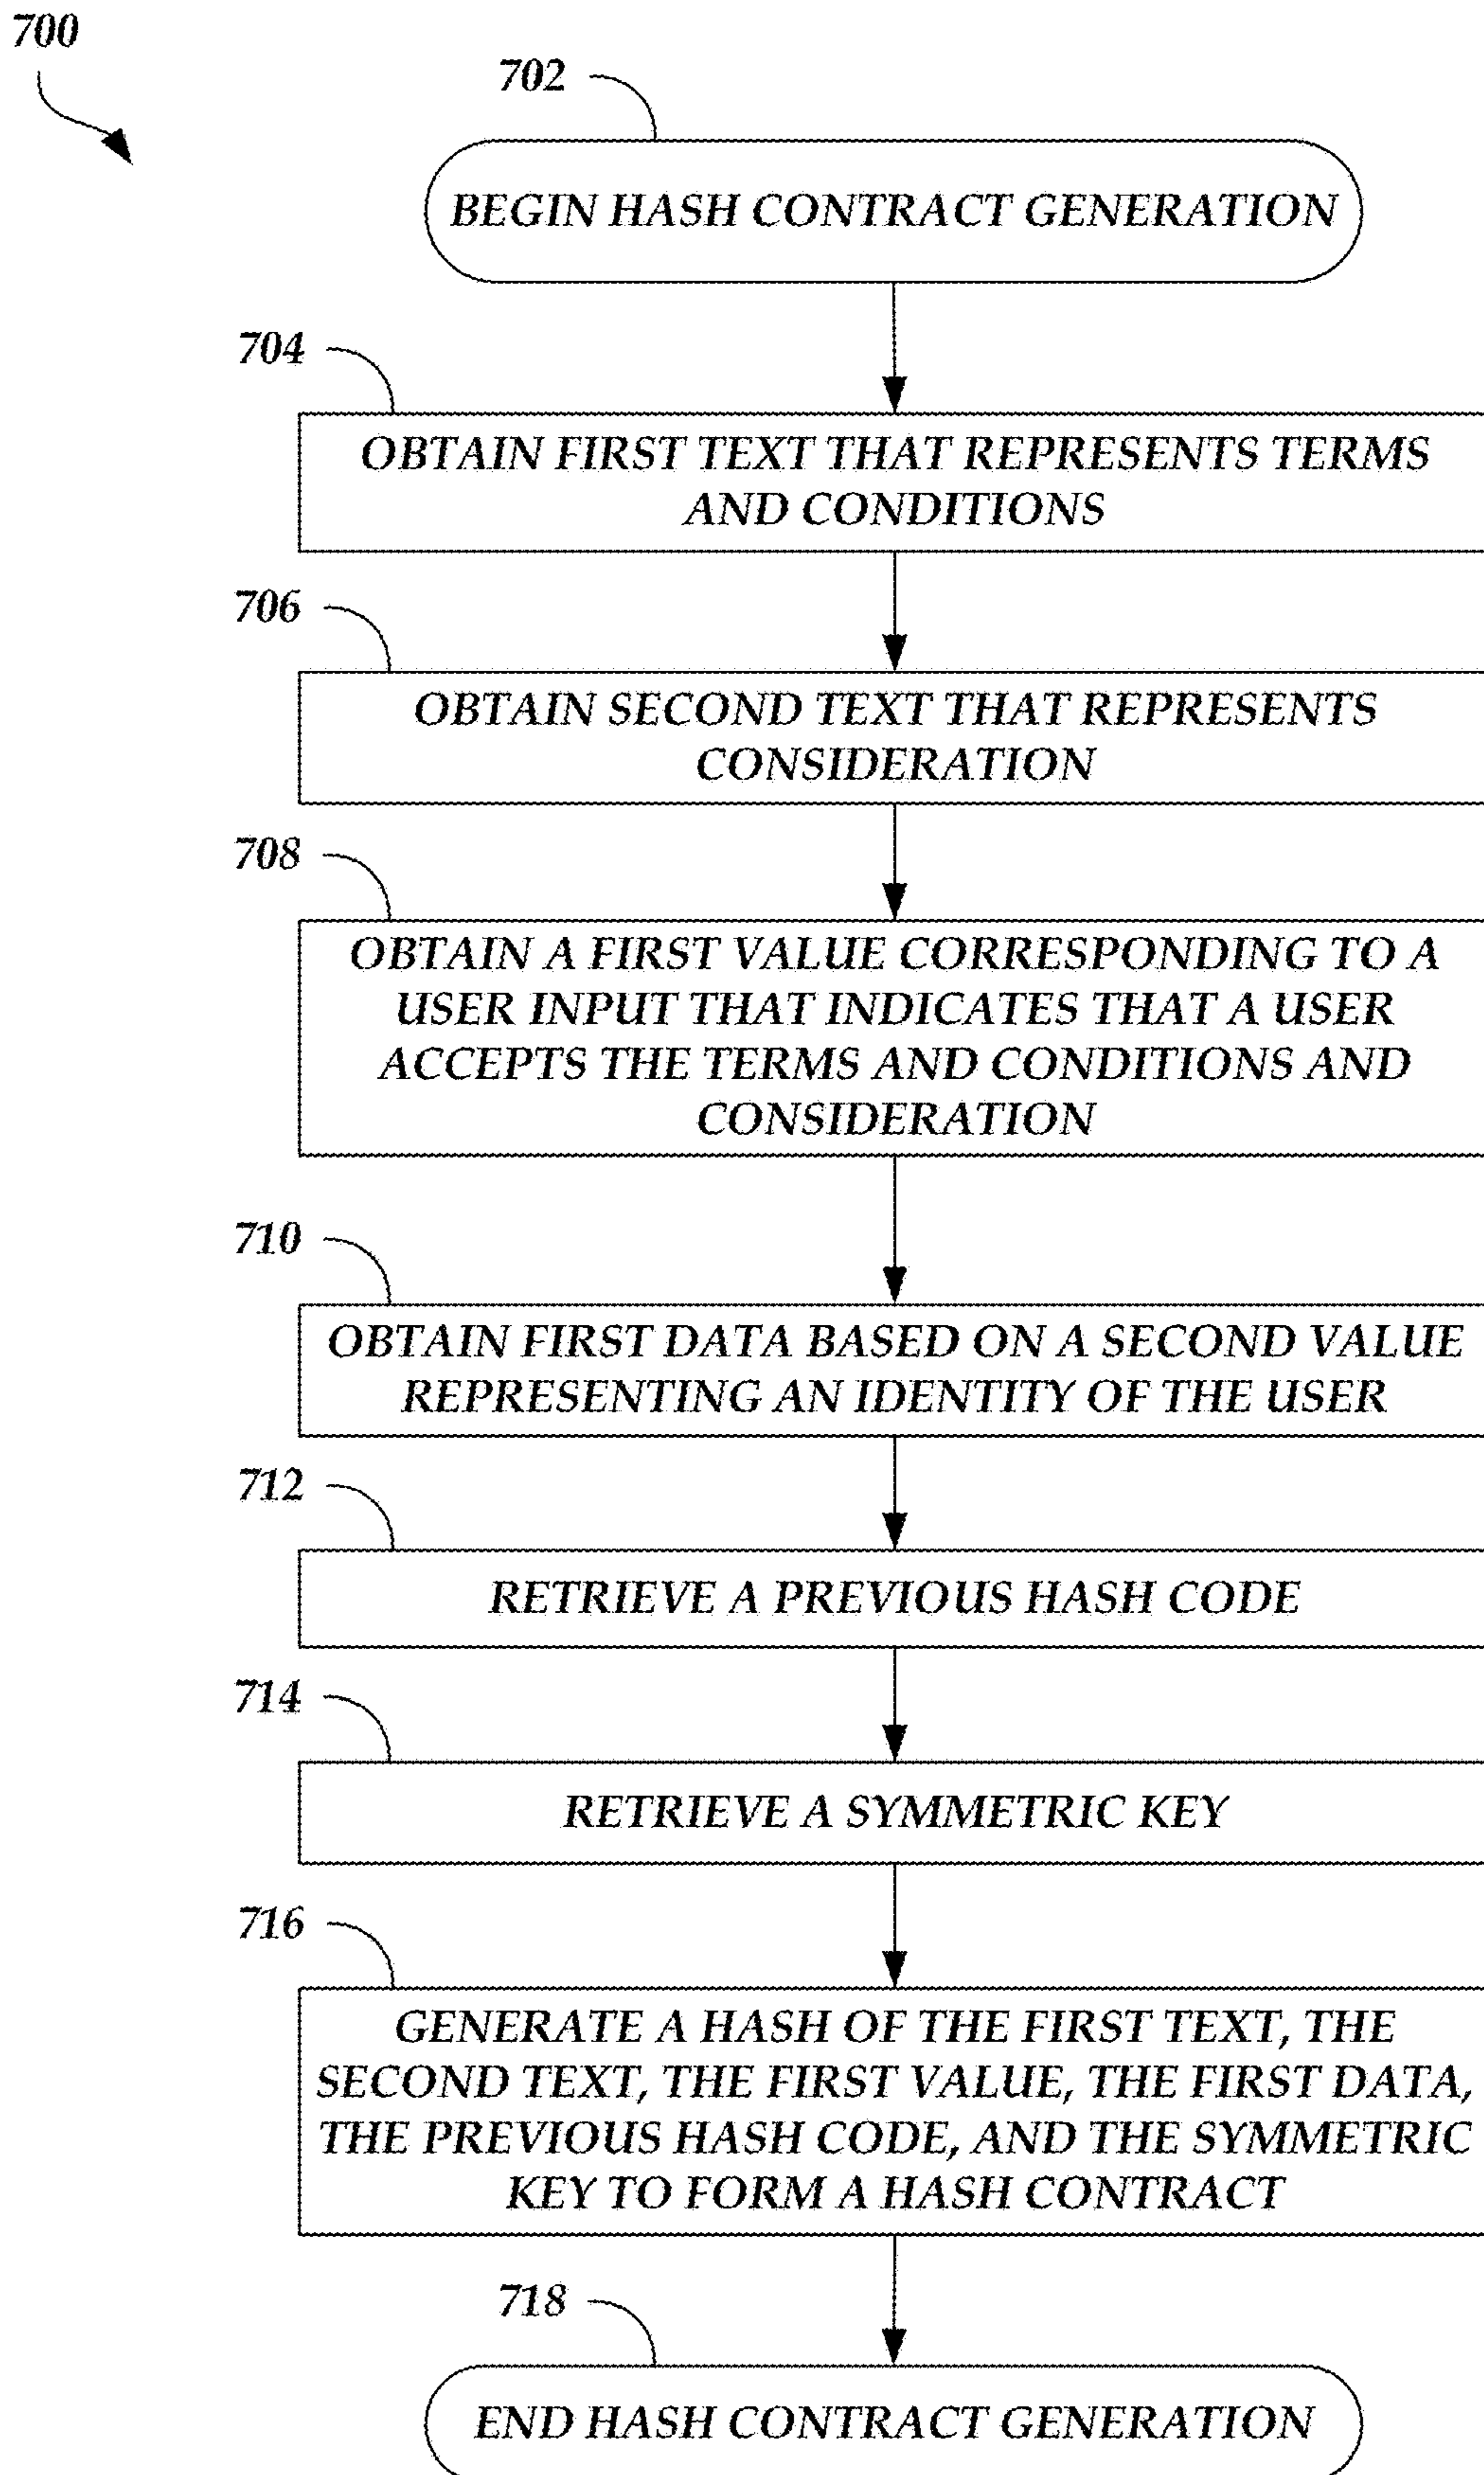 700
702
BEGIN HASH CONTRACT GENERATION
704
OBTAIN FIRST TEXT THAT REPRESENTS TERMS
AND CONDITIONS
706
OBTAIN SECOND TEXT THAT REPRESENTS
CONSIDERATION
708
OBTAIN A FIRST VALUE CORRESPONDING TO A
USER INPUT THAT INDICATES THAT A USER
ACCEPTS THE TERMS AND CONDITIONS AND
CONSIDERATION
710
OBTAIN FIRST DATA BASED ON A SECOND VALUE
REPRESENTING AN IDENTITY OF THE USER
712
RETRIEVE A PREVIOUS HASH CODE
714
RETRIEVE A SYMMETRIC KEY
716
GENERATE A HASH OF THE FIRST TEXT, THE
SECOND TEXT, THE FIRST VALUE, THE FIRST DATA,
THE PREVIOUS HASH CODE, AND THE SYMMETRIC
KEY TO FORM A HASH CONTRACT
718
END HASH CONTRACT GENERATION